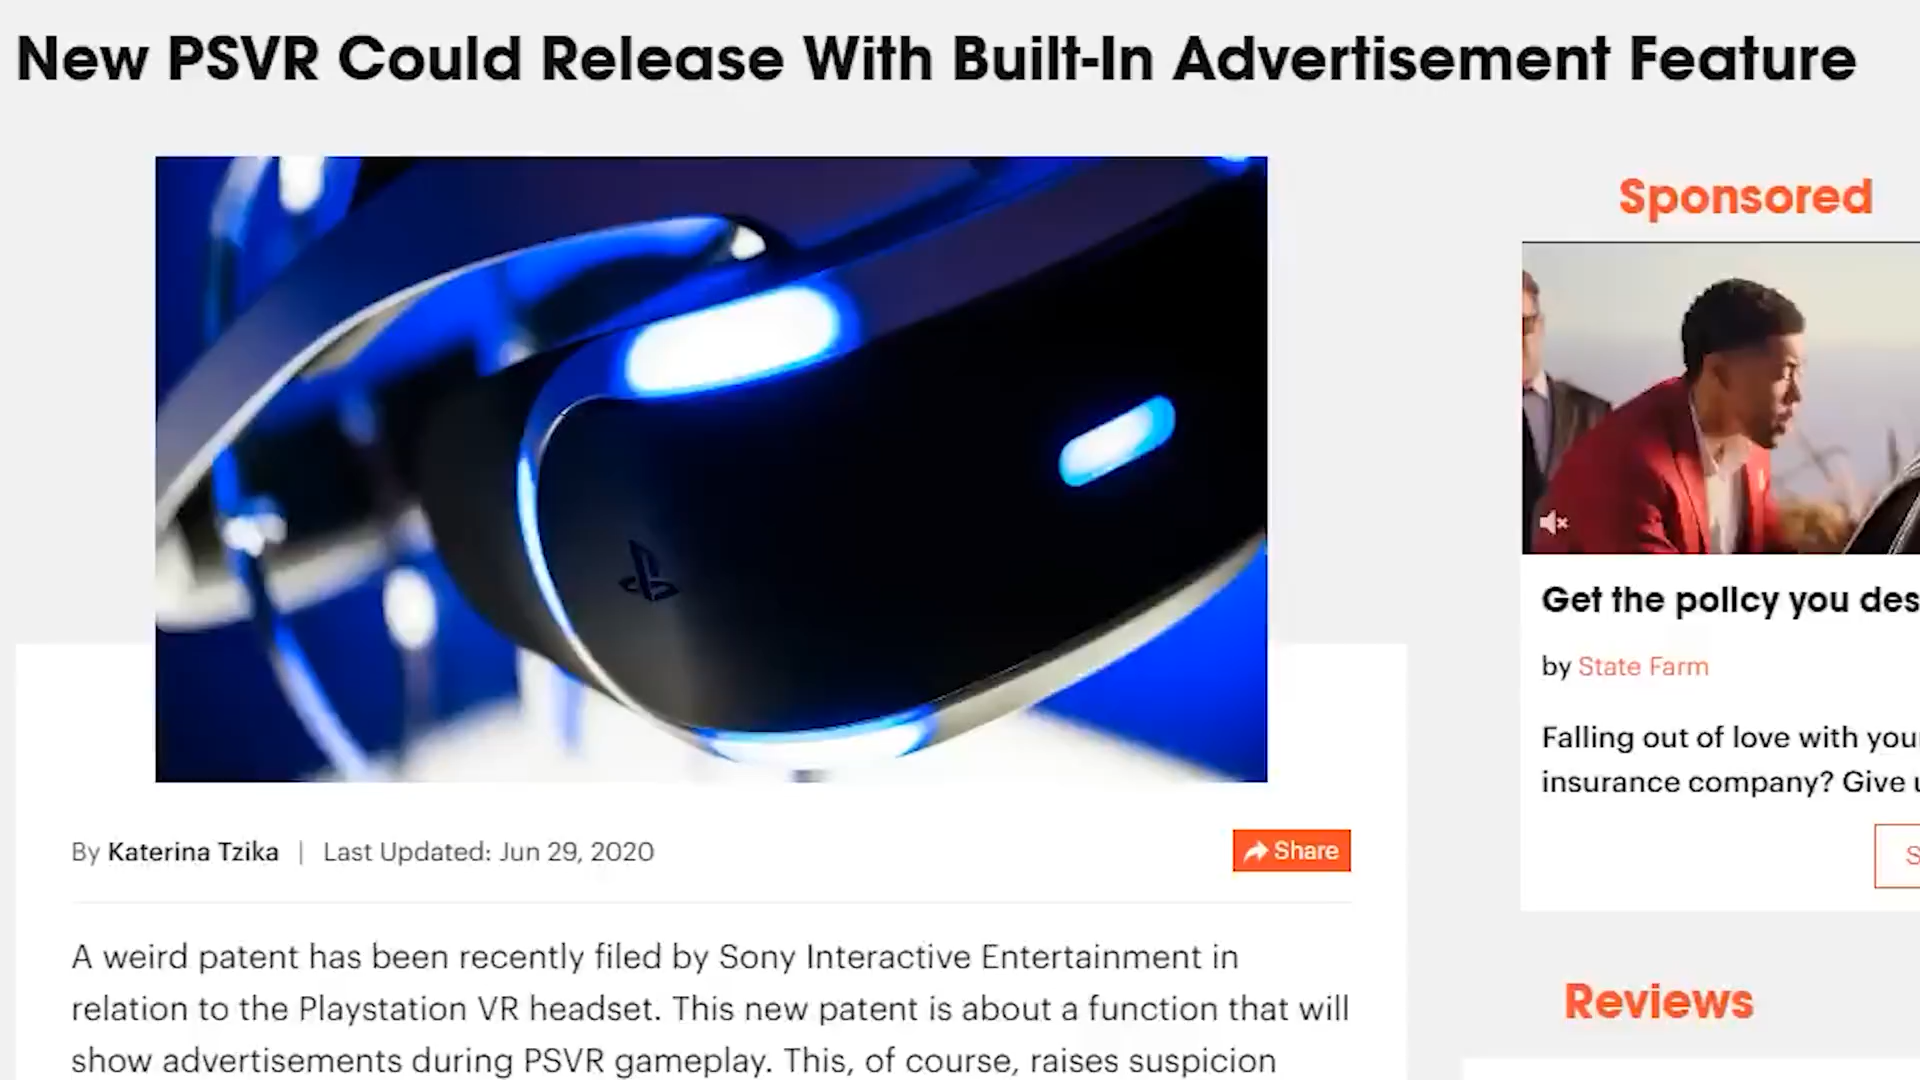 New PSVR Could Release With Built-In Advertisement Feature
Sponsored
Get the policy you des
by State Farm
Falling out of love with your
insurance company? Give u
By Katerina Tzika | Last Updated: Jun 29, 2020
Share
A weird patent has been recently filed by Sony Interactive Entertainment in
relation to the Playstation VR headset. This new patent is about a function that will
show advertisements during PSVR gameplay. This, of course, raises suspicion
Reviews